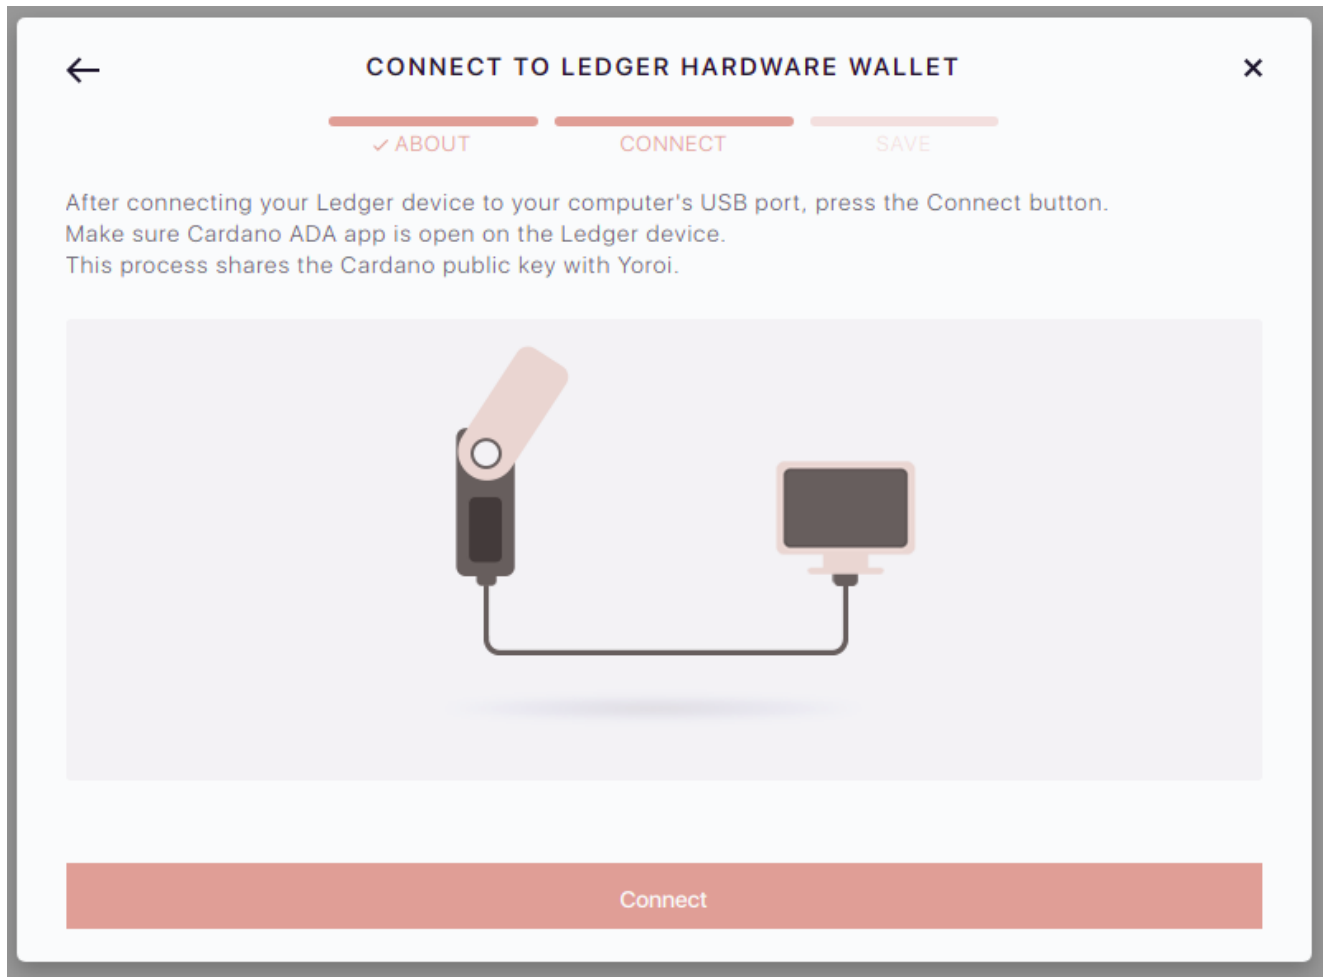 CONNECT TO LEDGER HARDWARE WALLET
ABOUT
CONNECT
SAVE
After connecting your Ledger device to your computer's USB port, press the Connect button.
Make sure Cardano ADA app is open on the Ledger device.
This process shares the Cardano public key with Yoroi.
Connect